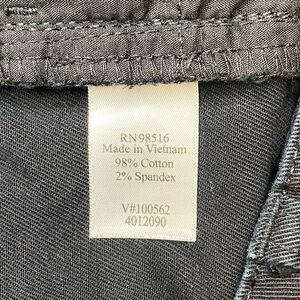 RN98516
Made in Vietnam
98% Cotton
2% Spandex
V#100562
4012090